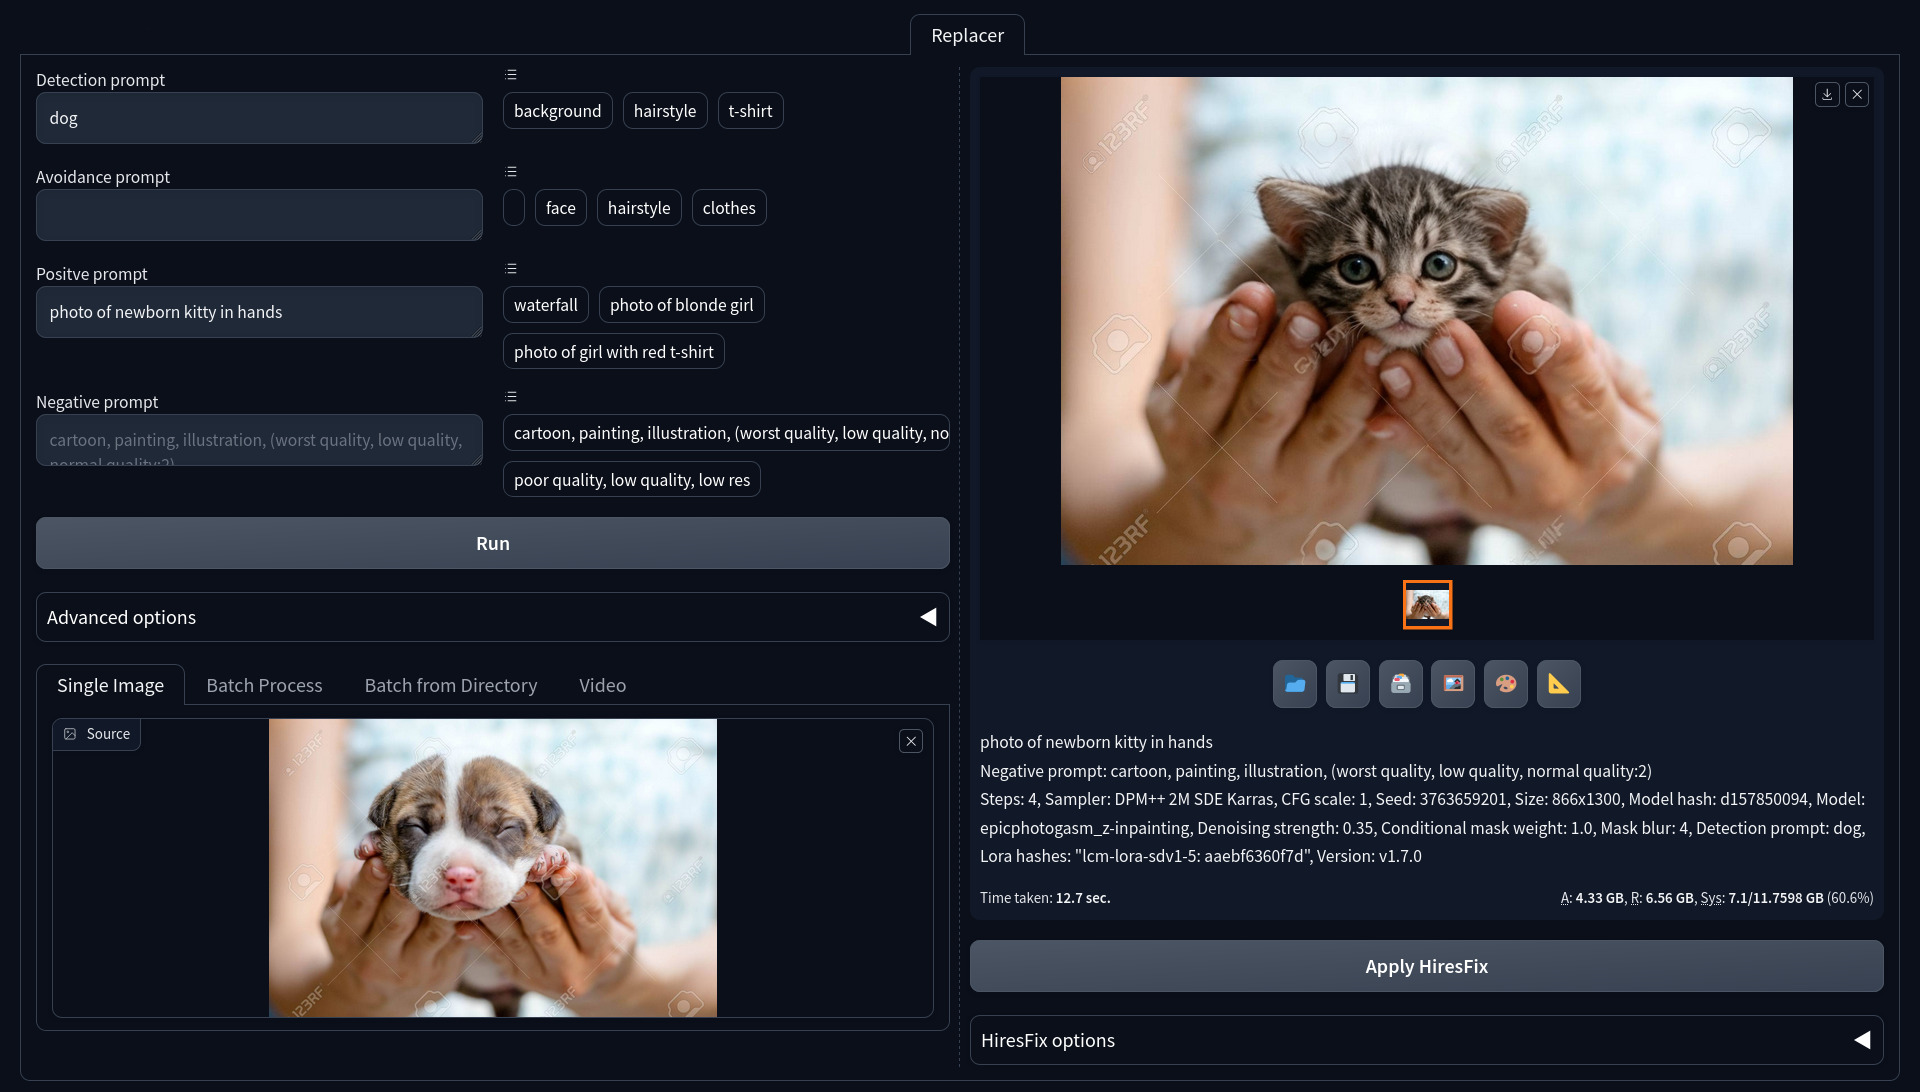 Replacer
Detection prompt
dog
background
hairstyle
t-shirt
Avoidance prompt
face
hairstyle
clothes
Positve prompt
photo of newborn kitty in hands
waterfall
photo of blonde girl
photo of girl with red t-shirt
Negative prompt
cartoon, painting, illustration, (worst quality, low quality,
normal quality:2)
cartoon, painting, illustration, (worst quality, low quality, no
poor quality, low quality, low res
Run
Advanced options
Single Image
Batch Process
Batch from Directory
Video
Source
123RF
123RF
123RF
123RF
123RF
123RF
123RF
123RF
photo of newborn kitty in hands
Negative prompt: cartoon, painting, illustration, (worst quality, low quality, normal quality:2)
Steps: 4, Sampler: DPM++ 2M SDE Karras, CFG scale: 1, Seed: 3763659201, Size: 866x1300, Model hash: d157850094, Model:
epicphotogasm_z-inpainting, Denoising strength: 0.35, Conditional mask weight: 1.0, Mask blur: 4, Detection prompt: dog,
Lora hashes: "lcm-lora-sdv1-5: aaebf6360f7d", Version: v1.7.0
Time taken: 12.7 sec.
A: 4.33 GB, R: 6.56 GB, Sys: 7.1/11.7598 GB (60.6%)
Apply HiresFix
HiresFix options